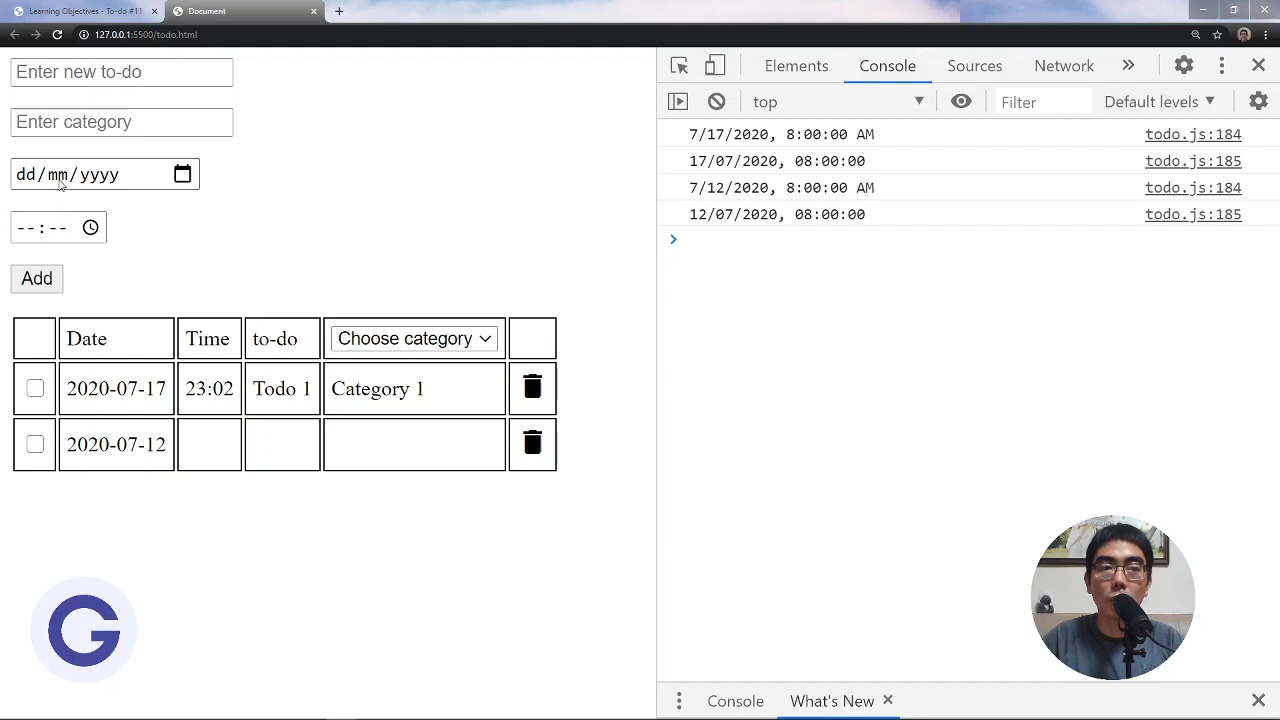 Learning Objectives - To-do #11
Document
127.0.0.1:5500/todo.html
Enter new to-do
Enter category
dd/mm/yyyy
--:--
Add
Date Time to-do Choose category
2020-07-17 23:02 Todo 1 Category 1
2020-07-12
Elements Console Sources Network
top Filter Default levels
7/17/2020, 8:00:00 AM todo.js:184
17/07/2020, 08:00:00 todo.js:185
7/12/2020, 8:00:00 AM todo.js:184
12/07/2020, 08:00:00 todo.js:185
Console What's New
G